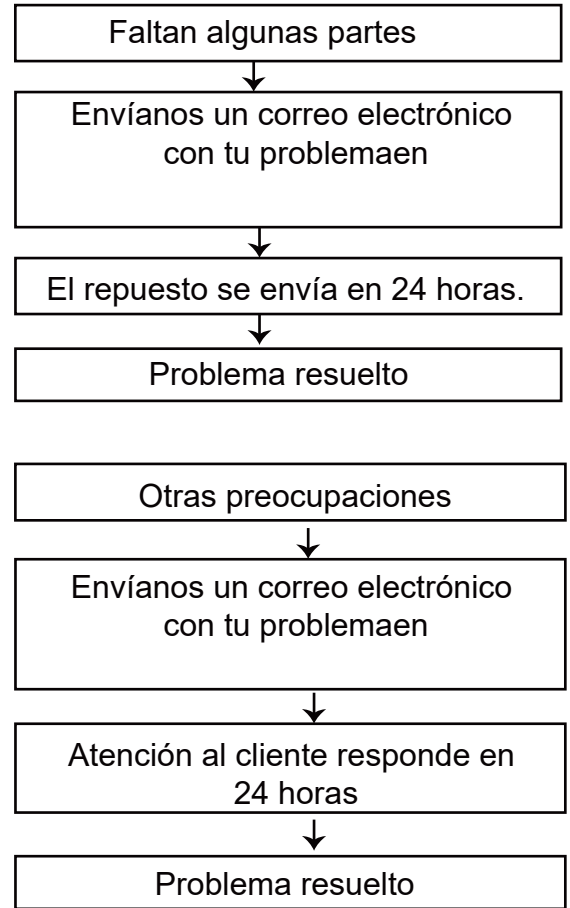 Faltan algunas partes
Envíanos un correo electrónico
con tu problemaen
El repuesto se envía en 24 horas.
Problema resuelto
Otras preocupaciones
Envíanos un correo electrónico
con tu problemaen
Atención al cliente responde en
24 horas
Problema resuelto